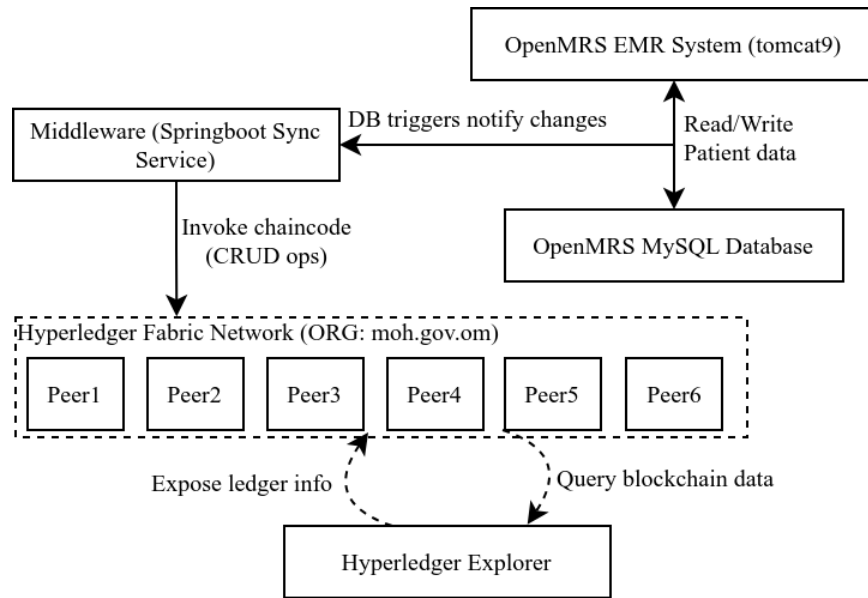 OpenMRS EMR System (tomcat9)
DB triggers notify changes
Middleware (Springboot Sync
Service)
Read/Write
Patient data
Invoke chaincode
(CRUD ops)
OpenMRS MySQL Database
Hyperledger Fabric Network (ORG: moh.gov.om)
Peer1
Peer2
Peer3
Peer4
Peer5
Peer6
Expose ledger info
Query blockchain data
Hyperledger Explorer